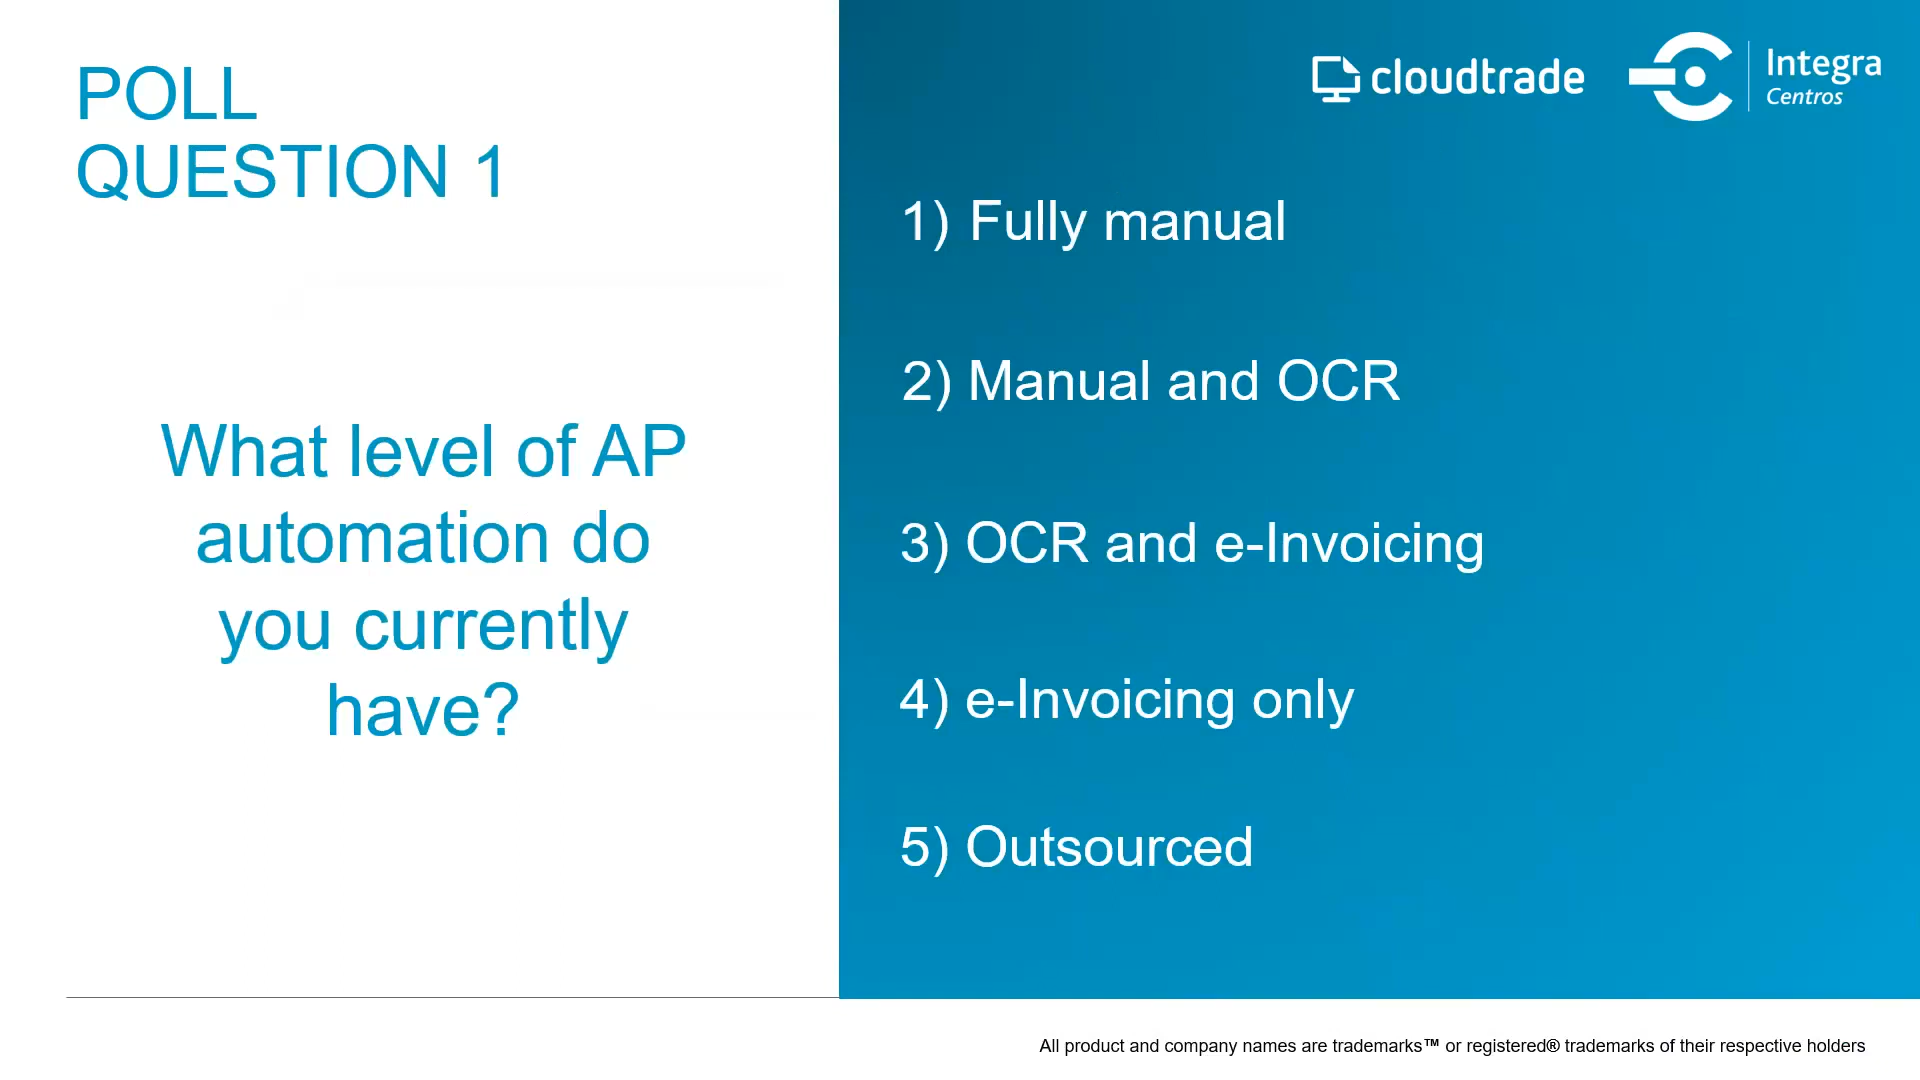 POLL
QUESTION 1
What level of AP
automation do
you currently
have?
cloudtrade
Integra
Centros
1) Fully manual
2) Manual and OCR
3) OCR and e-Invoicing
4) e-Invoicing only
5) Outsourced
All product and company names are trademarks™ or registered® trademarks of their respective holders